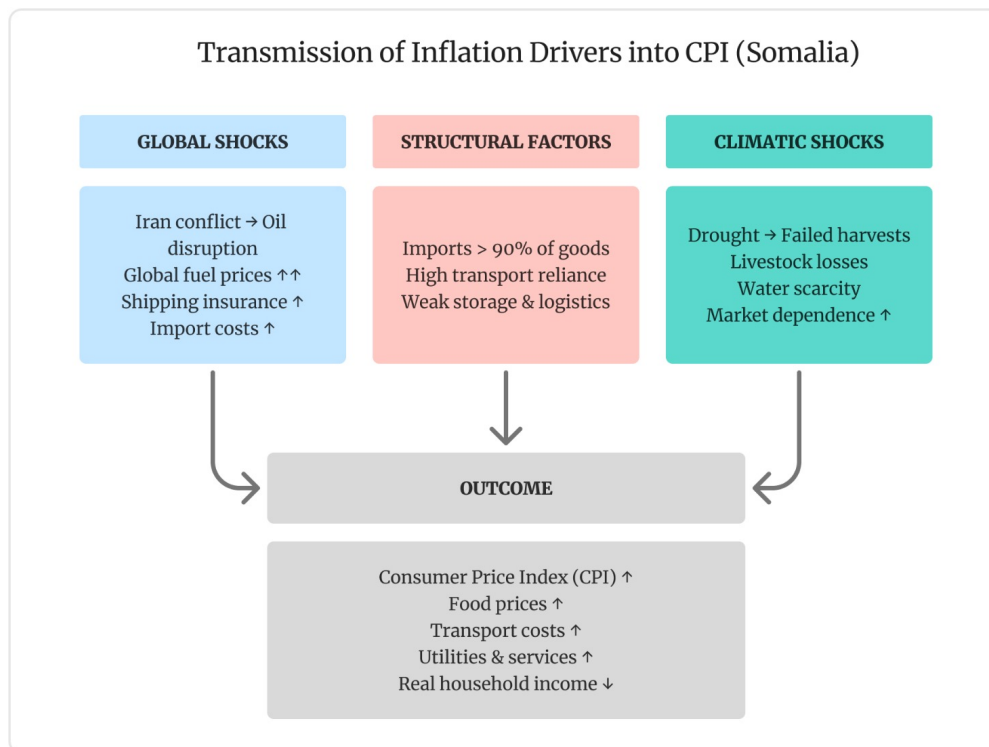 Transmission of Inflation Drivers into CPI (Somalia)
GLOBAL SHOCKS
Iran conflict → Oil
disruption
Global fuel prices ↑↑
Shipping insurance ↑
Import costs ↑
STRUCTURAL FACTORS
Imports > 90% of goods
High transport reliance
Weak storage & logistics
CLIMATIC SHOCKS
Drought → Failed harvests
Livestock losses
Water scarcity
Market dependence ↑
OUTCOME
Consumer Price Index (CPI) ↑
Food prices ↑
Transport costs ↑
Utilities & services ↑
Real household income ↓